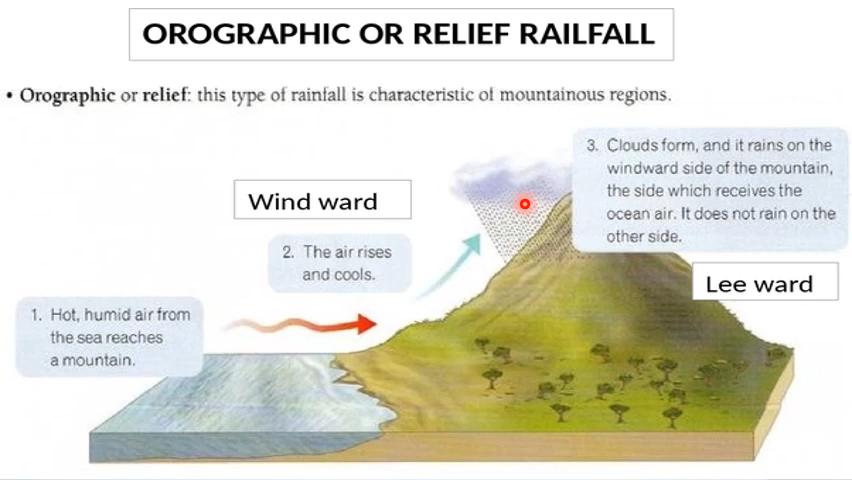 OROGRAPHIC OR RELIEF RAILFALL
• Orographic or relief: this type of rainfall is characteristic of mountainous regions.
3. Clouds form, and it rains on the
windward side of the mountain,
the side which receives the
ocean air. It does not rain on the
other side.
Wind ward
2. The air rises
and cools.
Lee ward
1. Hot, humid air from
the sea reaches
a mountain.